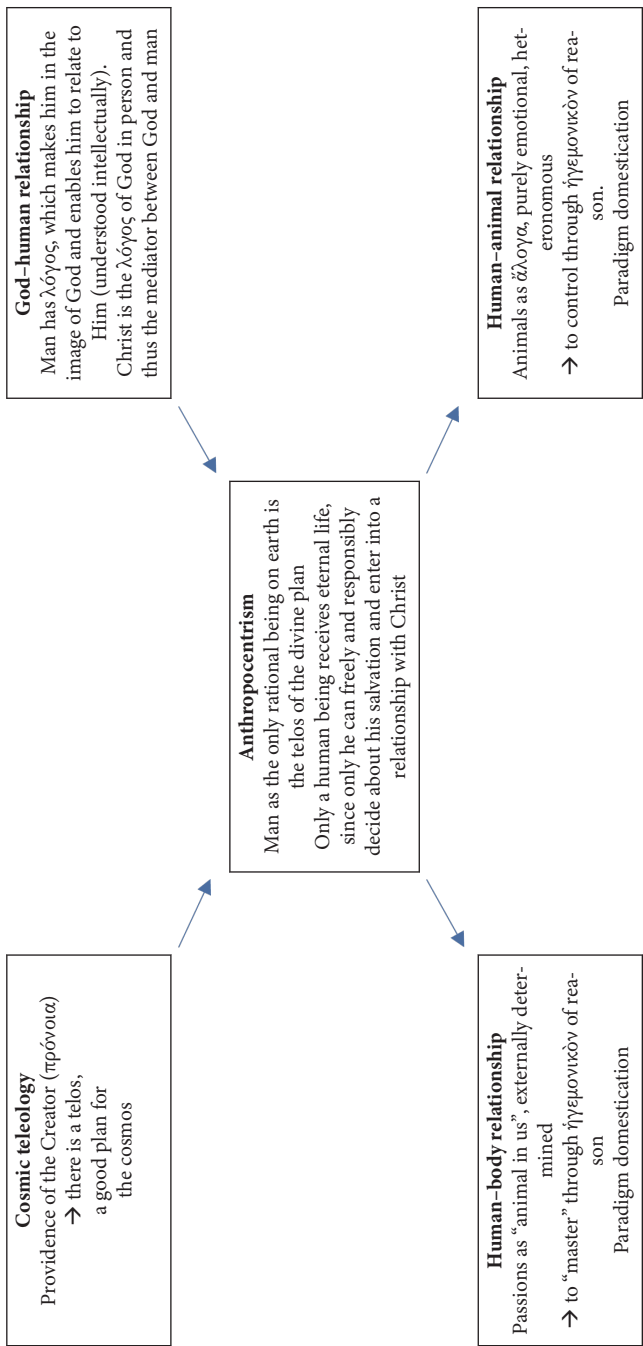 Cosmic teleology
Providence of the Creator (πρόνοια)
→ there is a telos,
a good plan for
the cosmos
God–human relationship
Man has λόγος, which makes him in the
image of God and enables him to relate to
Him (understood intellectually).
Christ is the λόγος of God in person and
thus the mediator between God and man
Anthropocentrism
Man as the only rational being on earth is
the telos of the divine plan
Only a human being receives eternal life,
since only he can freely and responsibly
decide about his salvation and enter into a
relationship with Christ
Human–body relationship
Passions as “animal in us”, externally deter-
mined
→ to “master” through ἡγεμονικὸν of rea-
son
Paradigm domestication
Human–animal relationship
Animals as ἄλογα, purely emotional, het-
eronomous
→ to control through ἡγεμονικὸν of rea-
son.
Paradigm domestication